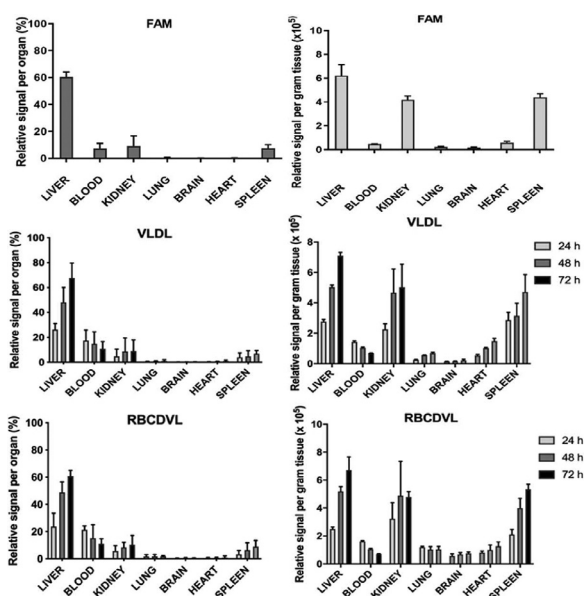 FAM
Relative signal per organ (%)
100
80
60
40
20
0
LIVER
BLOOD
KIDNEY
LUNG
BRAIN
HEART
SPLEEN
FAM
Relative signal per gram tissue (x10⁵)
10
8
6
4
2
0
LIVER
BLOOD
KIDNEY
LUNG
BRAIN
HEART
SPLEEN
VLDL
Relative signal per organ (%)
100
80
60
40
20
0
LIVER
BLOOD
KIDNEY
LUNG
BRAIN
HEART
SPLEEN
VLDL
Relative signal per gram tissue (x 10⁵)
8
6
4
2
0
LIVER
BLOOD
KIDNEY
LUNG
BRAIN
HEART
SPLEEN
24 h
48 h
72 h
RBCDVL
Relative signal per organ (%)
100
80
60
40
20
0
LIVER
BLOOD
KIDNEY
LUNG
BRAIN
HEART
SPLEEN
RBCDVL
Relative signal per gram tissue (x 10⁵)
10
8
6
4
2
0
LIVER
BLOOD
KIDNEY
LUNG
BRAIN
HEART
SPLEEN
24 h
48 h
72 h